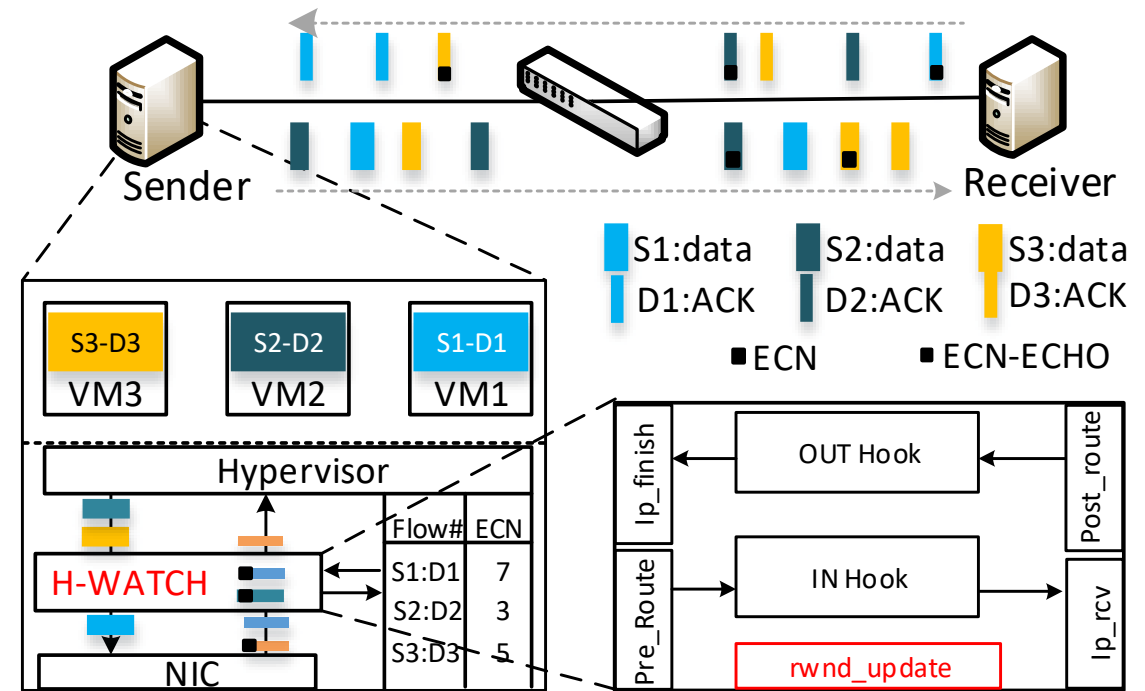 Sender
Receiver
S1:data
S2:data
S3:data
D1:ACK
D2:ACK
D3:ACK
ECN
ECN-ECHO
S3-D3
S2-D2
S1-D1
VM3
VM2
VM1
Hypervisor
Flow# ECN
H-WATCH
S1:D1 7
S2:D2 3
S3:D3 5
NIC
Ip_finish
OUT Hook
Post_route
Pre_Route
IN Hook
Ip_rcv
rwnd_update